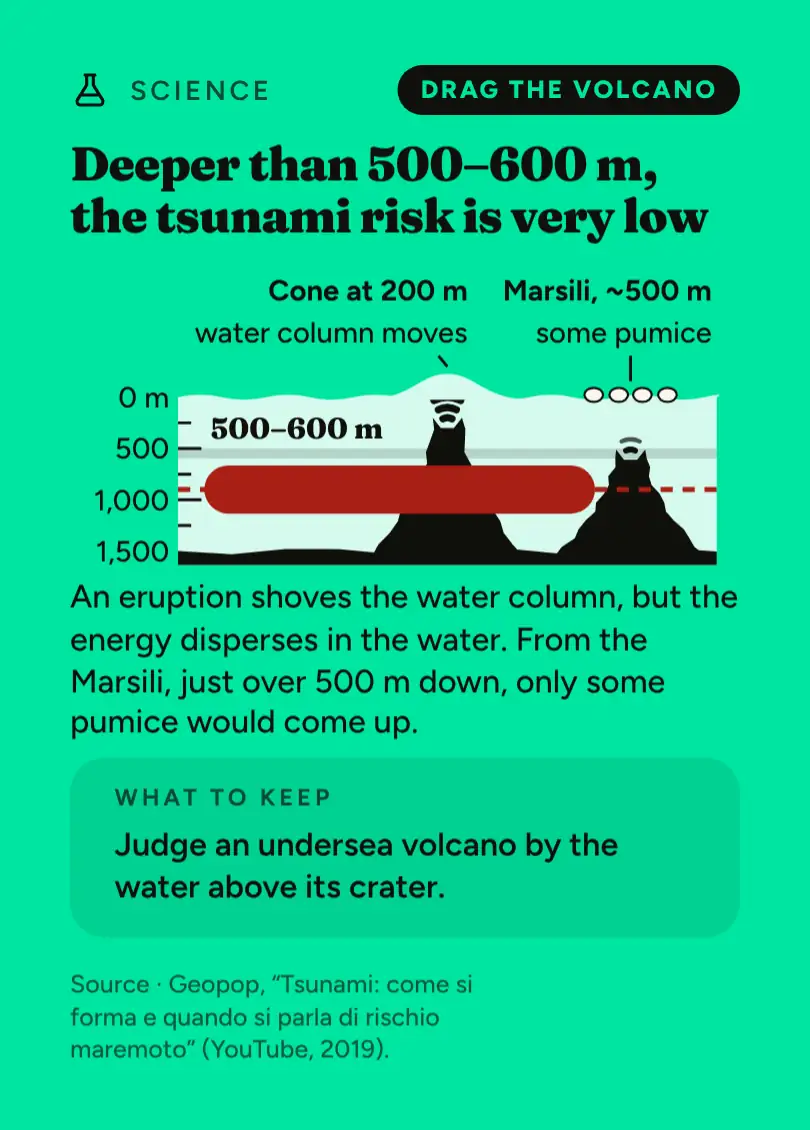 SCIENCE
DRAG THE VOLCANO
Deeper than 500–600 m,
the tsunami risk is very low
Cone at 200 m
water column moves
Marsili, ~500 m
some pumice
0 m
500–600 m
500
1,000
1,500
An eruption shoves the water column, but the
energy disperses in the water. From the
Marsili, just over 500 m down, only some
pumice would come up.
WHAT TO KEEP
Judge an undersea volcano by the
water above its crater.
Source · Geopop, “Tsunami: come si
forma e quando si parla di rischio
maremoto” (YouTube, 2019).